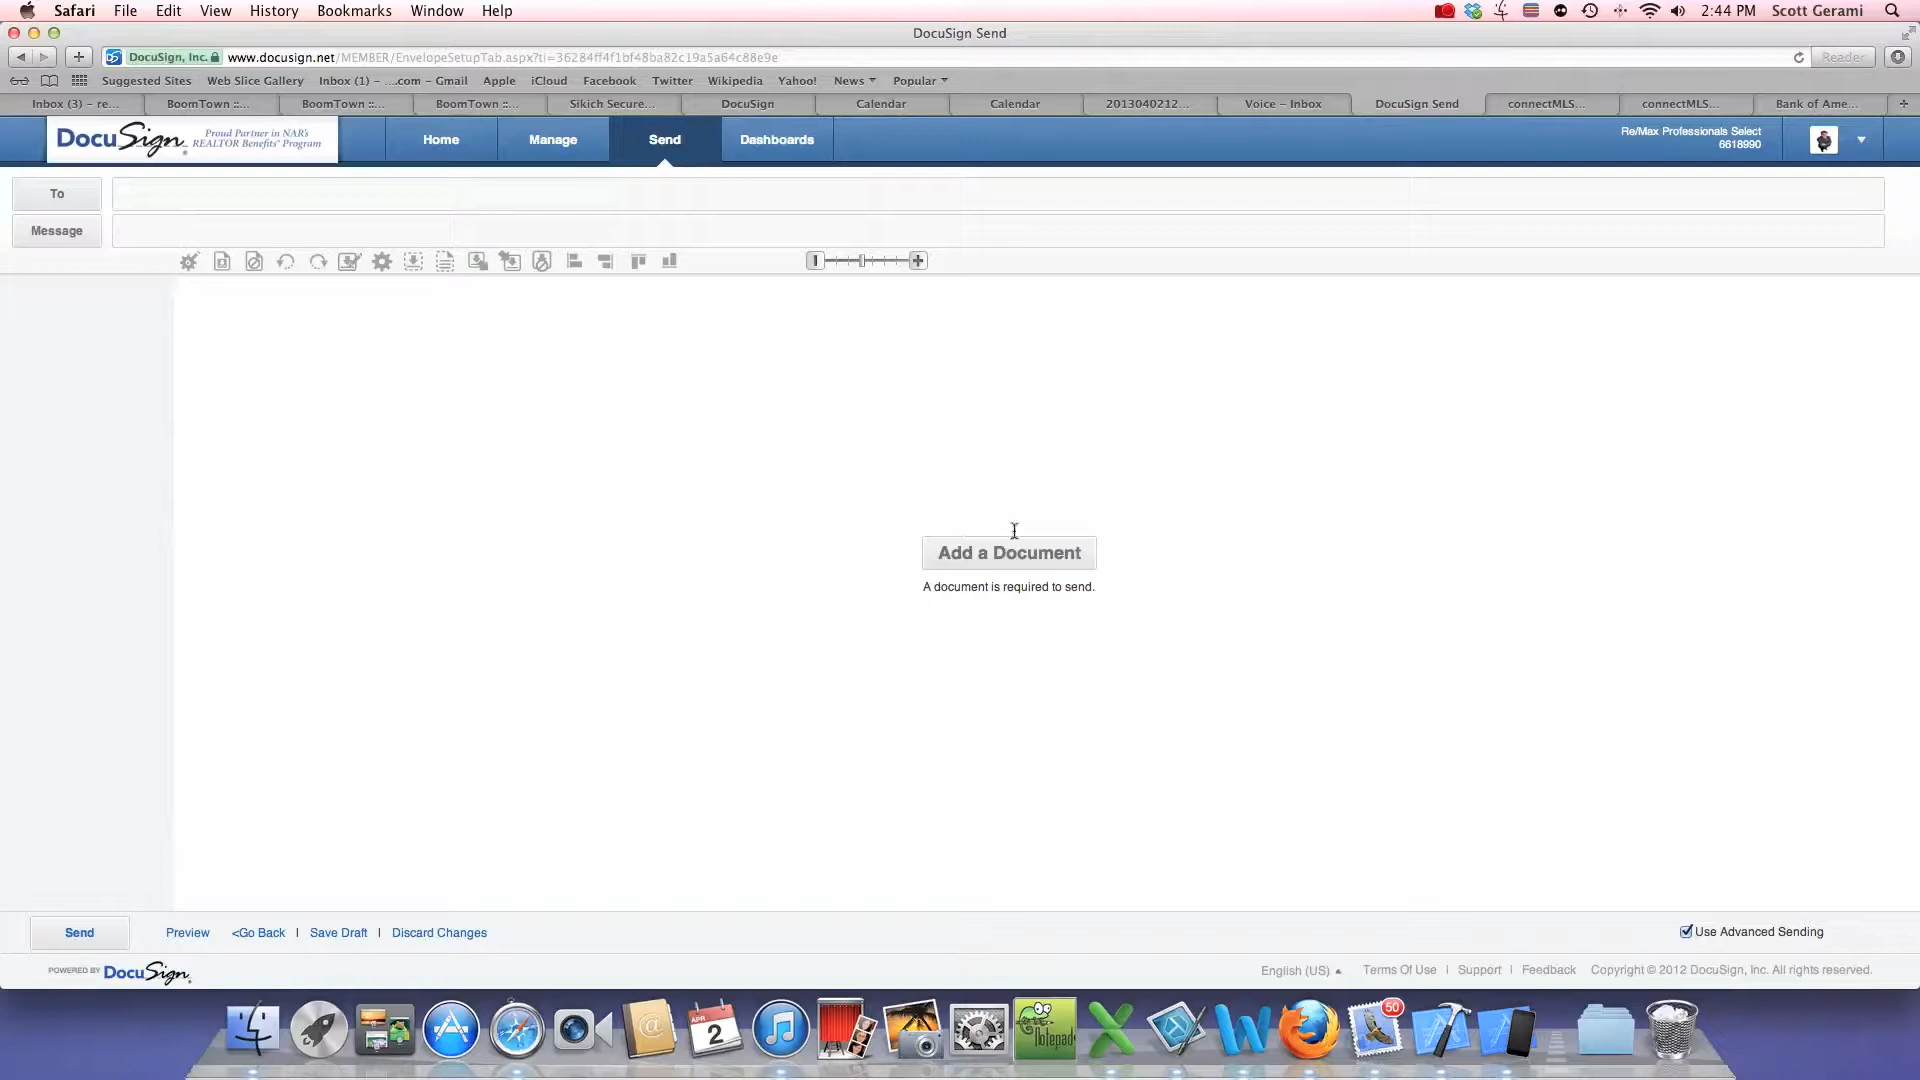 Safari File Edit View History Bookmarks Window Help 2:44 PM Scott Gerami
DocuSign Send
DocuSign, Inc. www.docusign.net/MEMBER/EnvelopeSetupTab.aspx?ti=36284ff4f1bf48ba82c19a5a64c88e9e Reader
Suggested Sites Web Slice Gallery Inbox (1) - ....com - Gmail Apple iCloud Facebook Twitter Wikipedia Yahoo! News Popular
Inbox (3) – re... BoomTown ::... BoomTown ::... BoomTown ::... Sikich Secure... DocuSign Calendar Calendar 2013040212... Voice – Inbox DocuSign Send connectMLS... connectMLS... Bank of Ame...
DocuSign Proud Partner in NAR's
REALTOR Benefits® Program
Home Manage Send Dashboards
Re/Max Professionals Select
6618990
To
Message
Add a Document
A document is required to send.
Send Preview <Go Back | Save Draft | Discard Changes Use Advanced Sending
POWERED BY DocuSign English (US) Terms Of Use | Support | Feedback Copyright © 2012 DocuSign, Inc. All rights reserved.
APR
2
Notepad
50